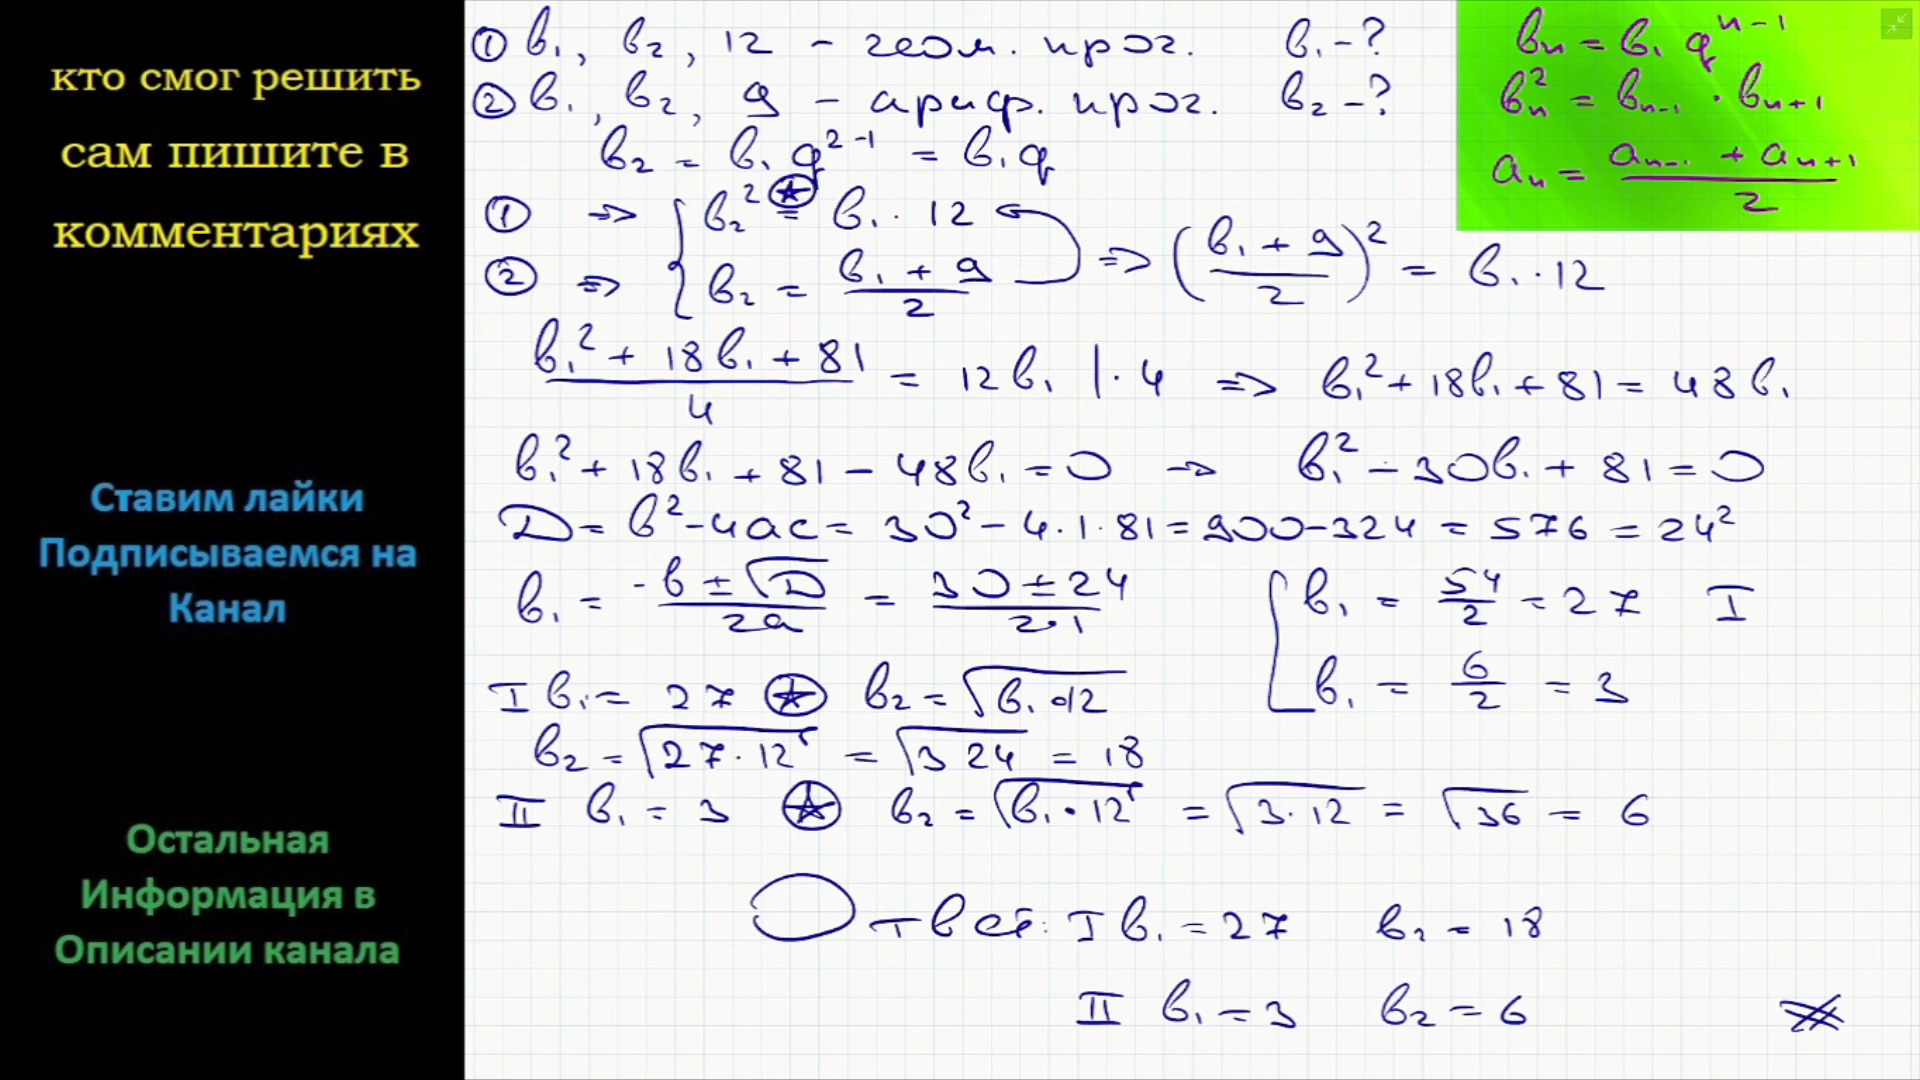 кто смог решить
сам пишите в
комментариях
Ставим лайки
Подписываемся на
Канал
Остальная
Информация в
Описании канала
① b₁, b₂, 12 - геом. прог. b₁ - ?
② b₁, b₂, 9 - ариф. прог. b₂ - ?
b₂ = b₁ q²⁻¹ = b₁ q
① => { b₂² = b₁ · 12
② => b₂ = (b₁ + 9)/2 => ((b₁ + 9)/2)² = b₁ · 12
(b₁² + 18b₁ + 81)/4 = 12b₁ | · 4 => b₁² + 18b₁ + 81 = 48b₁
b₁² + 18b₁ + 81 - 48b₁ = 0 → b₁² - 30b₁ + 81 = 0
D = b² - 4ac = 30² - 4·1·81 = 900 - 324 = 576 = 24²
b₁ = (-b ± √D)/2a = (30 ± 24)/2·1 [ b₁ = 54/2 = 27 I
b₁ = 6/2 = 3
I b₁ = 27 ⍟ b₂ = √(b₁ · 12)
b₂ = √(27 · 12) = √324 = 18
II b₁ = 3 ⍟ b₂ = √(b₁ · 12) = √(3 · 12) = √36 = 6
Ответ: I b₁ = 27 b₂ = 18
II b₁ = 3 b₂ = 6
bₙ = b₁ qⁿ⁻¹
bₙ² = bₙ₋₁ · bₙ₊₁
aₙ = (aₙ₋₁ + aₙ₊₁)/2